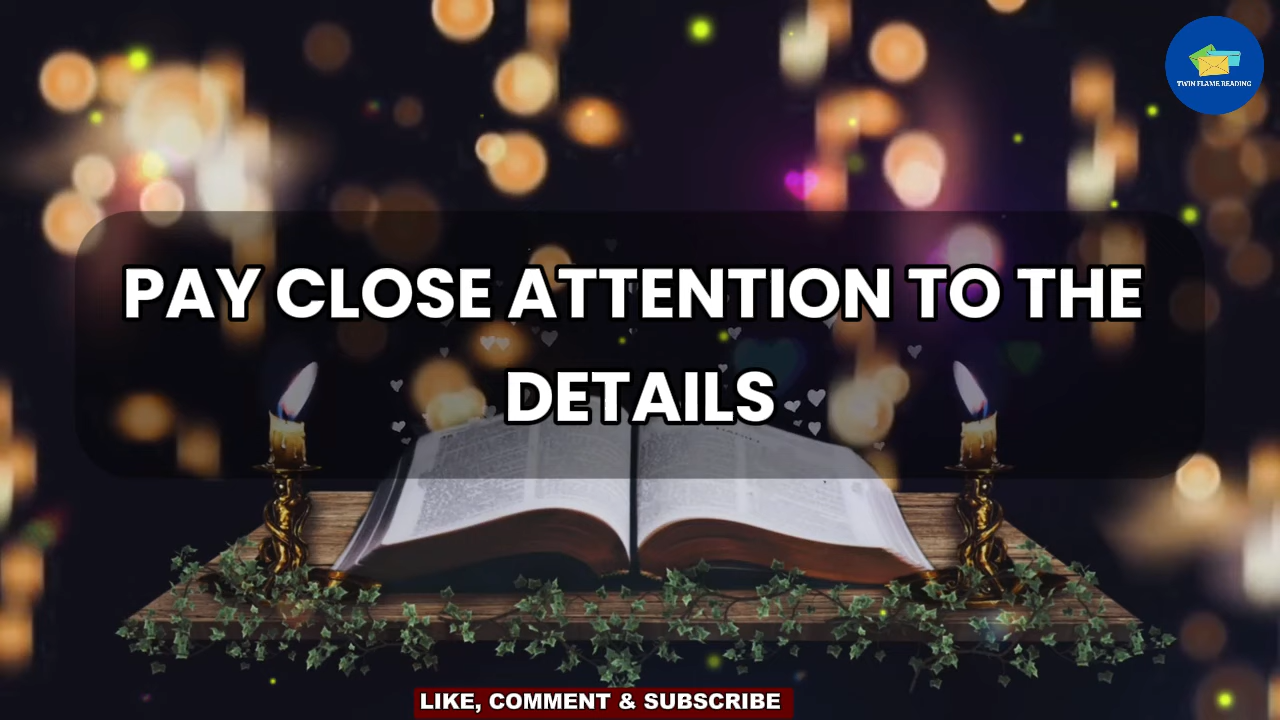 TWIN FLAME READING
PAY CLOSE ATTENTION TO THE
DETAILS
LIKE, COMMENT & SUBSCRIBE